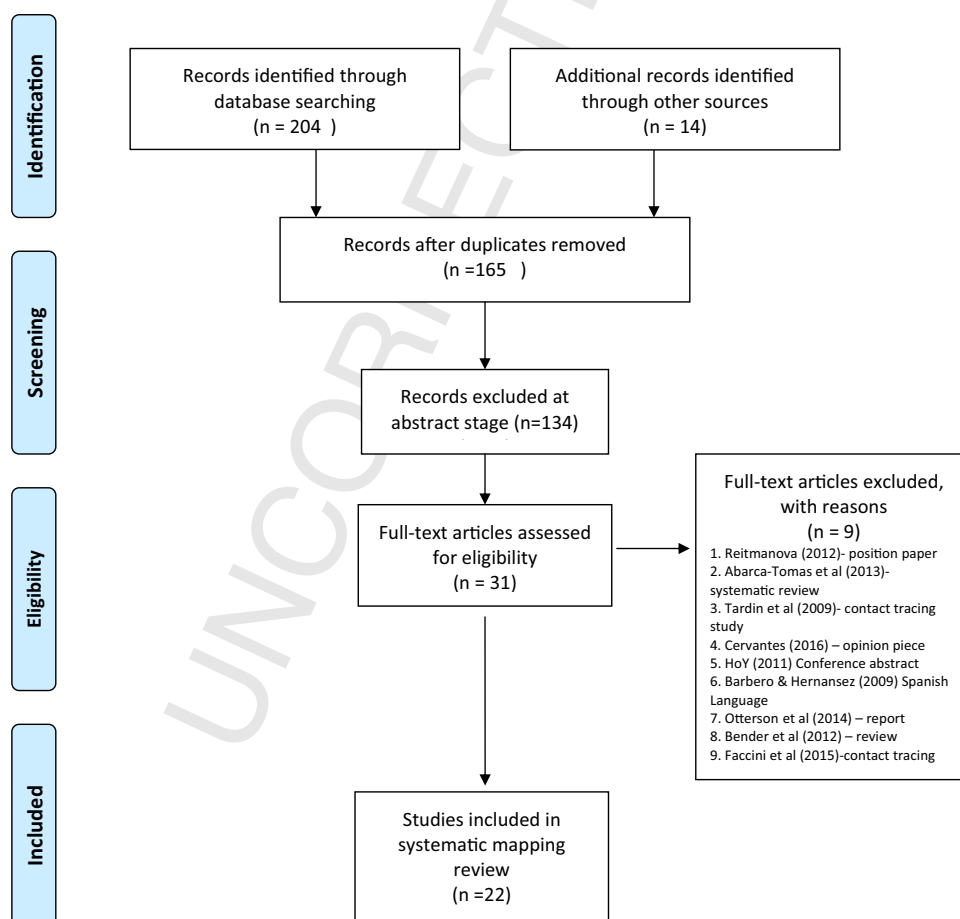 Identification
Records identified through
database searching
(n = 204 )
Additional records identified
through other sources
(n = 14)
Records after duplicates removed
(n =165 )
Screening
Records excluded at
abstract stage (n=134)
Eligibility
Full-text articles assessed
for eligibility
(n = 31)
Full-text articles excluded,
with reasons
(n = 9)
1. Reitmanova (2012)- position paper
2. Abarca-Tomas et al (2013)-
systematic review
3. Tardin et al (2009)- contact tracing
study
4. Cervantes (2016) – opinion piece
5. HoY (2011) Conference abstract
6. Barbero & Hernansez (2009) Spanish
Language
7. Otterson et al (2014) – report
8. Bender et al (2012) – review
9. Faccini et al (2015)-contact tracing
Included
Studies included in
systematic mapping
review
(n =22)